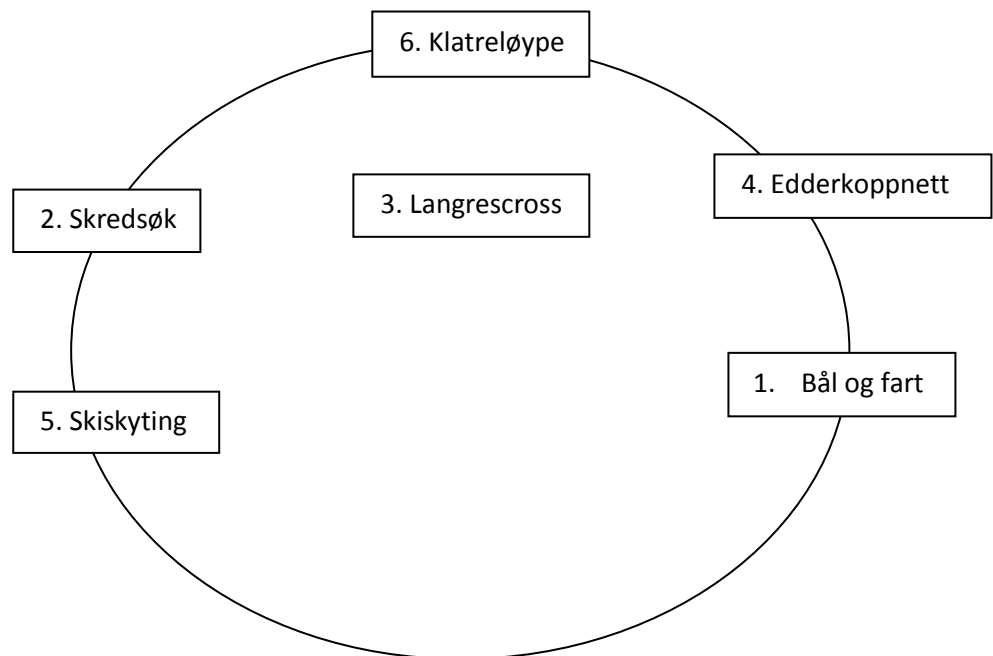 6. Klatreløype
4. Edderkoppnett
3. Langrescross
2. Skredsøk
1. Bål og fart
5. Skiskyting